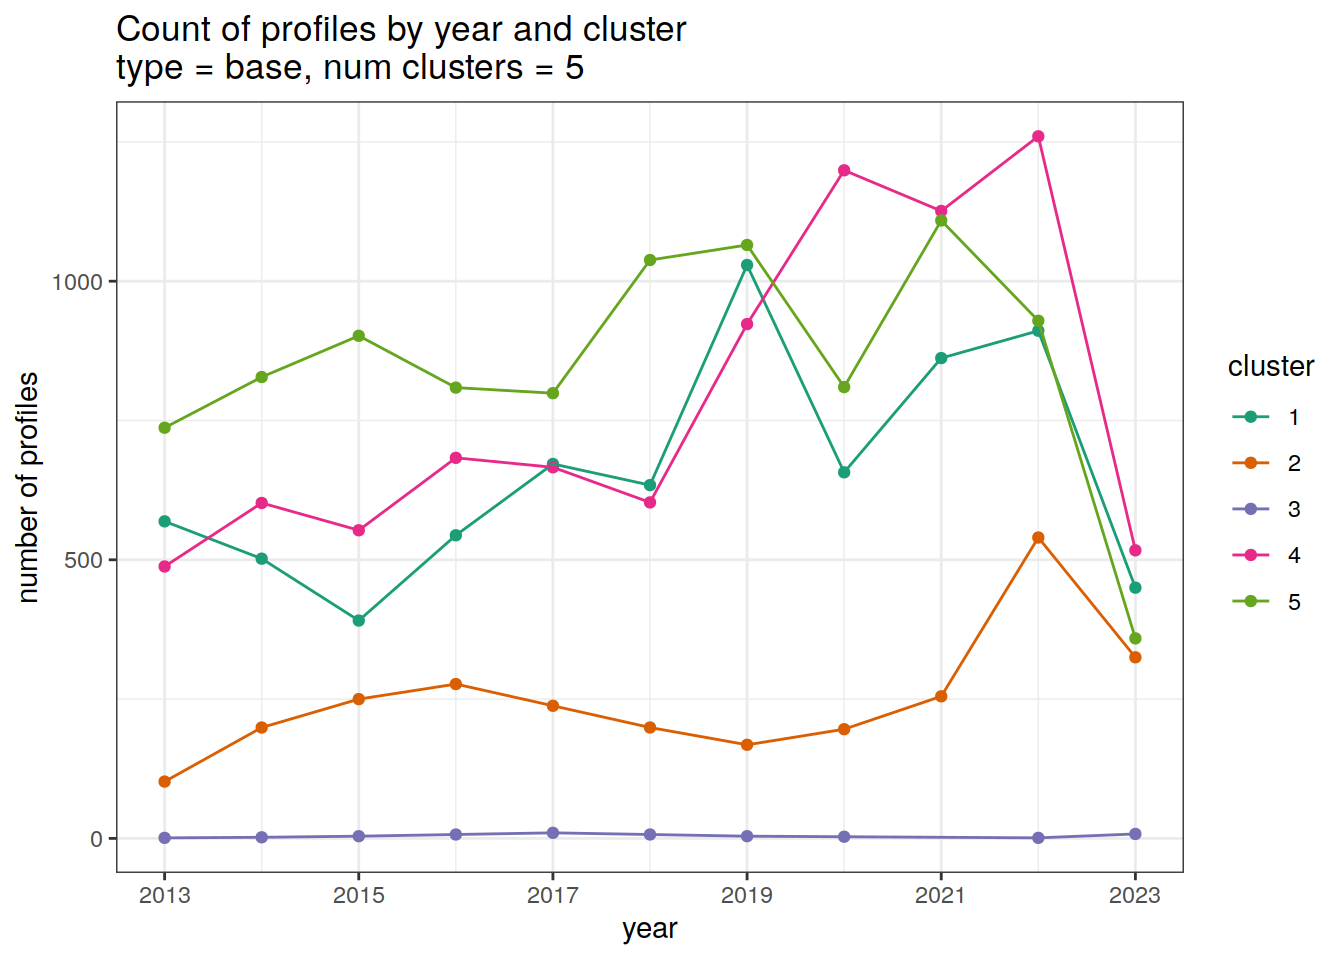 Count of profiles by year and cluster
type = base, num clusters = 5
number of profiles
1000
500
0
2013
2015
2017
2019
2021
2023
year
cluster
1
2
3
4
5